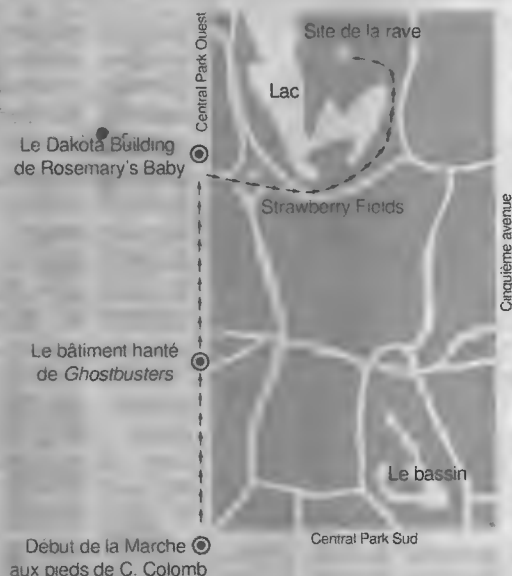 Site de la rave
Central Park Ouest
Lac
Le Dakota Building
de Rosemary's Baby
Strawberry Fields
Cinquième avenue
Le bâtiment hanté
de Ghostbusters
Le bassin
Central Park Sud
Début de la Marche
aux pieds de C. Colomb